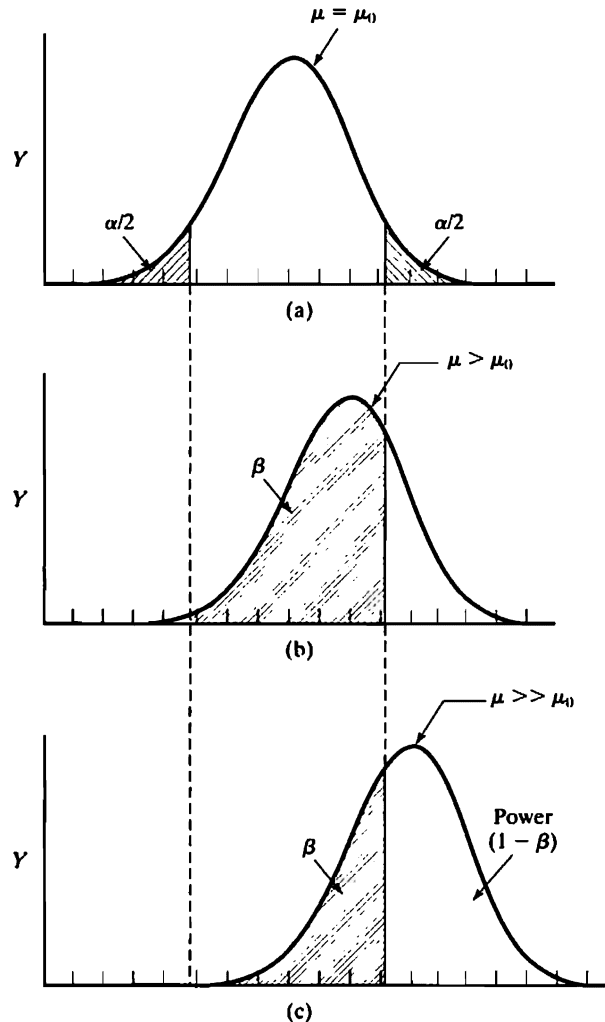 μ = μ₀
Y
α/2
α/2
(a)
μ > μ₀
Y
β
(b)
μ >> μ₀
Y
β
Power
(1 − β)
(c)